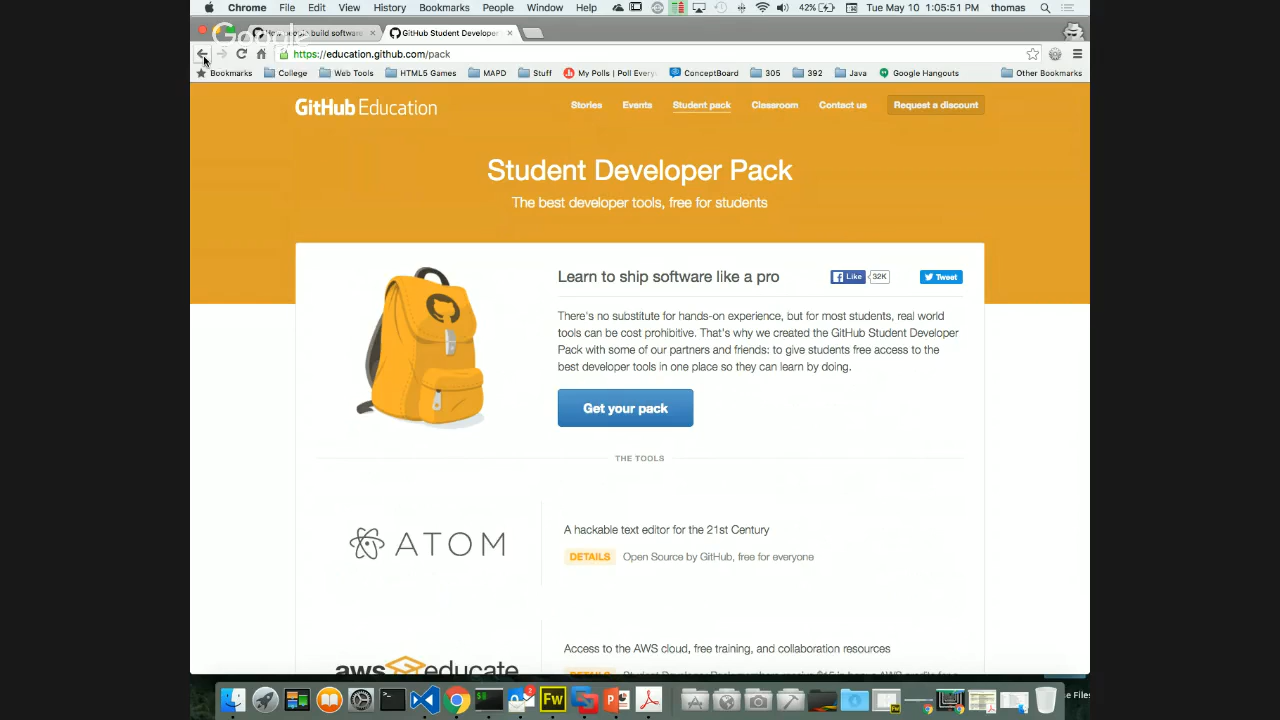 Chrome File Edit View History Bookmarks People Window Help 42% Tue May 10 1:05:51 PM thomas
Google
How people build software × GitHub Student Developer ×
https://education.github.com/pack
Bookmarks College Web Tools HTML5 Games MAPD Stuff My Polls | Poll Every ConceptBoard 305 392 Java Google Hangouts Other Bookmarks
GitHub Education Stories Events Student pack Classroom Contact us Request a discount
Student Developer Pack
The best developer tools, free for students
Learn to ship software like a pro Like 32K Tweet
There's no substitute for hands-on experience, but for most students, real world
tools can be cost prohibitive. That's why we created the GitHub Student Developer
Pack with some of our partners and friends: to give students free access to the
best developer tools in one place so they can learn by doing.
Get your pack
THE TOOLS
ATOM
A hackable text editor for the 21st Century
DETAILS Open Source by GitHub, free for everyone
aws educate
Access to the AWS cloud, free training, and collaboration resources
Fw
e Files